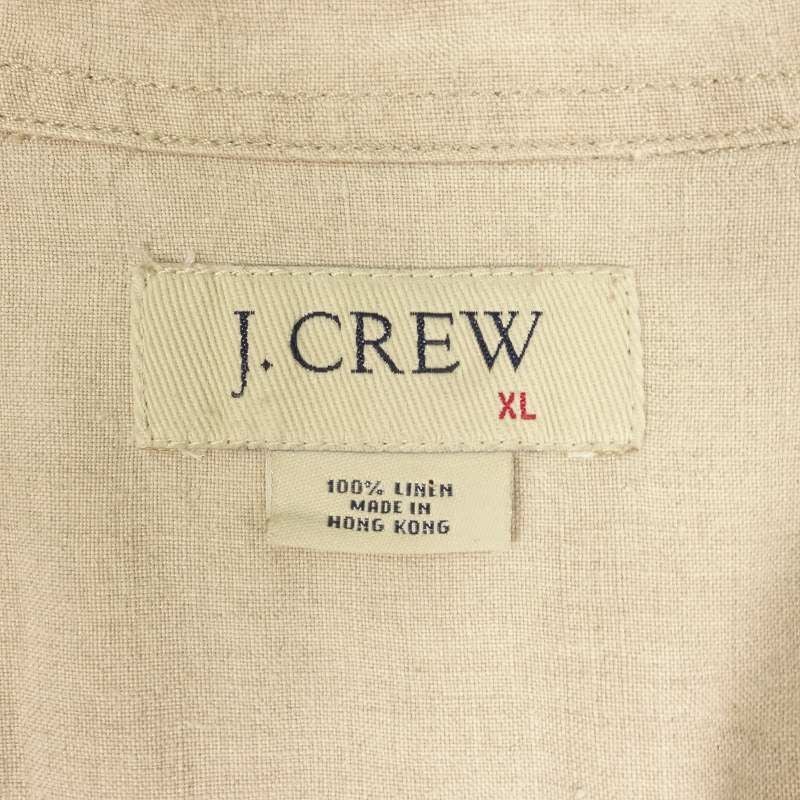 J. CREW
XL
100% LINEN
MADE IN
HONG KONG